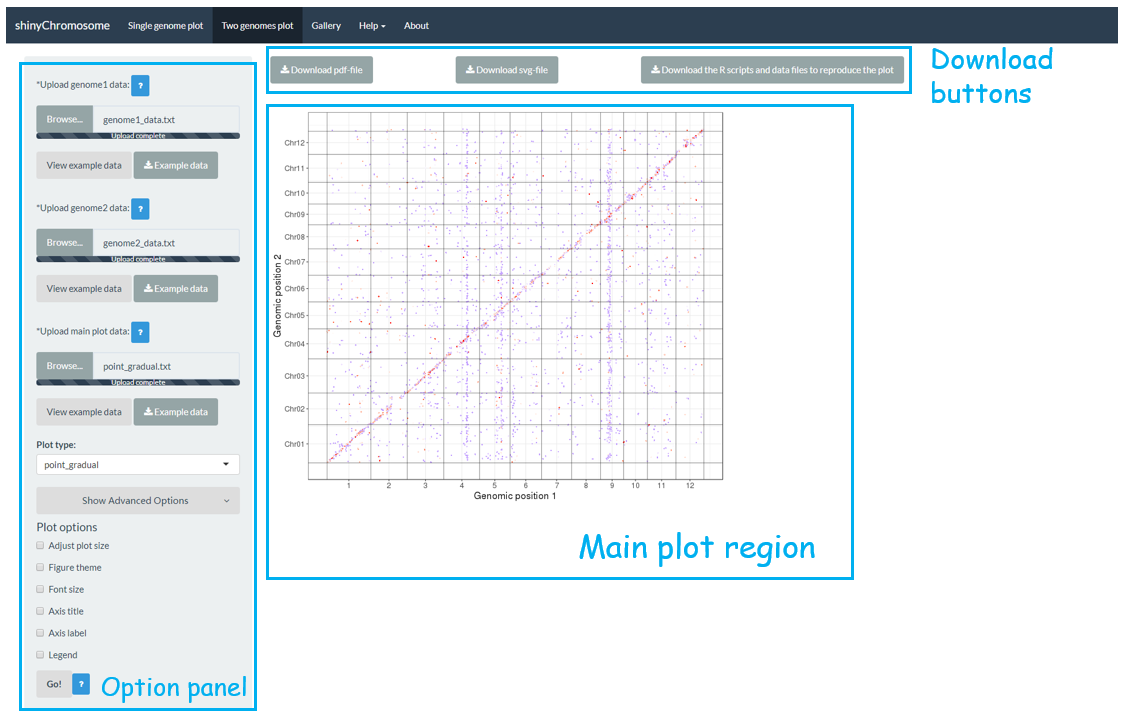 shinyChromosome Single genome plot Two genomes plot Gallery Help About
Download pdf-file Download svg-file Download the R scripts and data files to reproduce the plot
Download
buttons
*Upload genome1 data: ?
Browse... genome1_data.txt
Upload complete
View example data Example data
*Upload genome2 data: ?
Browse... genome2_data.txt
Upload complete
View example data Example data
*Upload main plot data: ?
Browse... point_gradual.txt
Upload complete
View example data Example data
Plot type:
point_gradual
Show Advanced Options
Plot options
Adjust plot size
Figure theme
Font size
Axis title
Axis label
Legend
Go! ?
Option panel
Genomic position 2
Chr12
Chr11
Chr10
Chr09
Chr08
Chr07
Chr06
Chr05
Chr04
Chr03
Chr02
Chr01
1 2 3 4 5 6 7 8 9 10 11 12
Genomic position 1
Main plot region